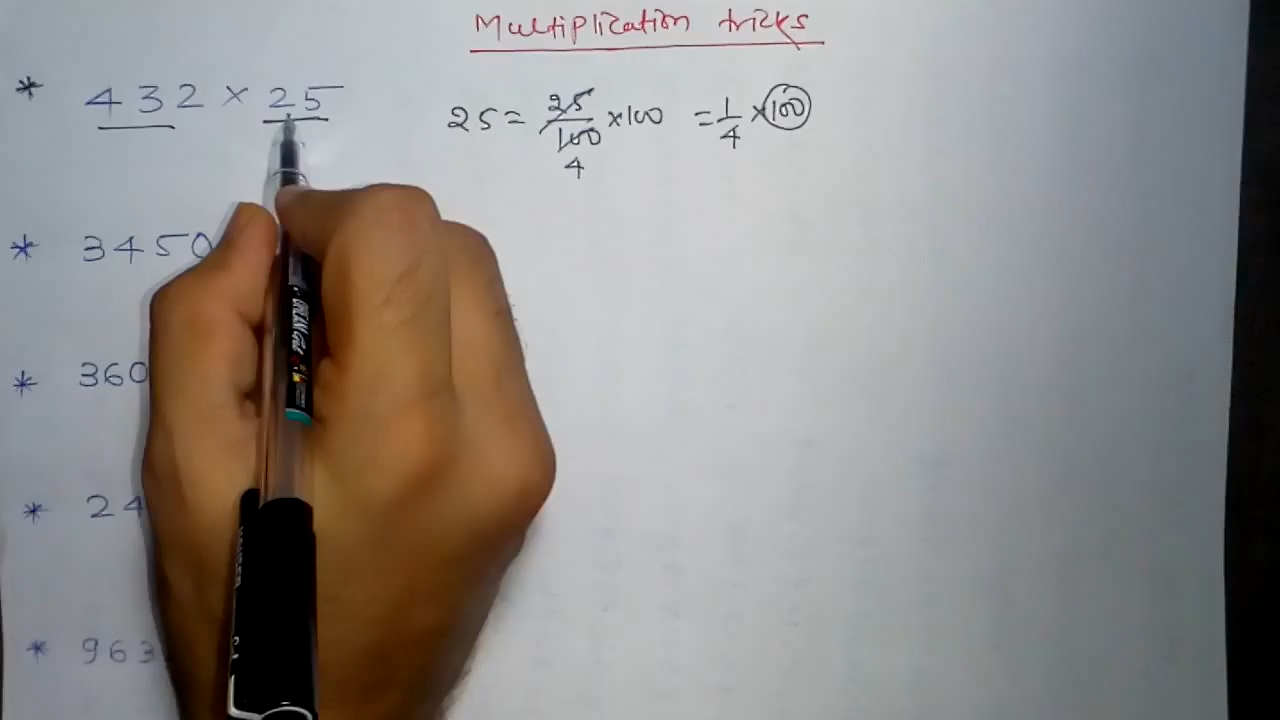 Multiplication tricks
* 432 × 25
25 = 25/100 × 100 = 1/4 × 100
4
* 3450
* 360
* 24
* 963